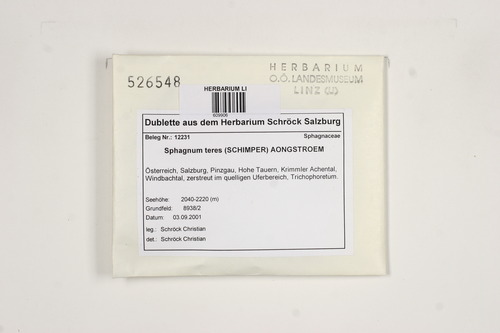 526548
HERBARIUM
O.Ö. LANDESMUSEUM
LINZ (LI)
HERBARIUM LI
609906
Dublette aus dem Herbarium Schröck Salzburg
Beleg Nr.: 12231 Sphagnaceae
Sphagnum teres (SCHIMPER) AONGSTROEM
Österreich, Salzburg, Pinzgau, Hohe Tauern, Krimmler Achental,
Windbachtal, zerstreut im quelligen Uferbereich, Trichophoretum.
Seehöhe: 2040-2220 (m)
Grundfeld: 8938/2
Datum: 03.09.2001
leg.: Schröck Christian
det.: Schröck Christian